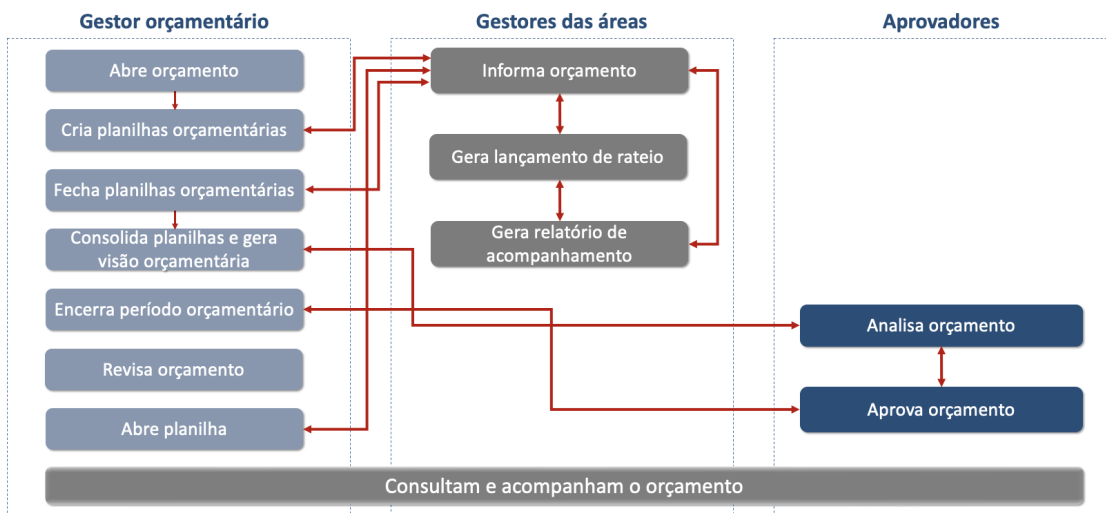 Gestor orçamentário
Gestores das áreas
Aprovadores
Abre orçamento
Cria planilhas orçamentárias
Fecha planilhas orçamentárias
Consolida planilhas e gera
visão orçamentária
Encerra período orçamentário
Revisa orçamento
Abre planilha
Informa orçamento
Gera lançamento de rateio
Gera relatório de
acompanhamento
Analisa orçamento
Aprova orçamento
Consultam e acompanham o orçamento